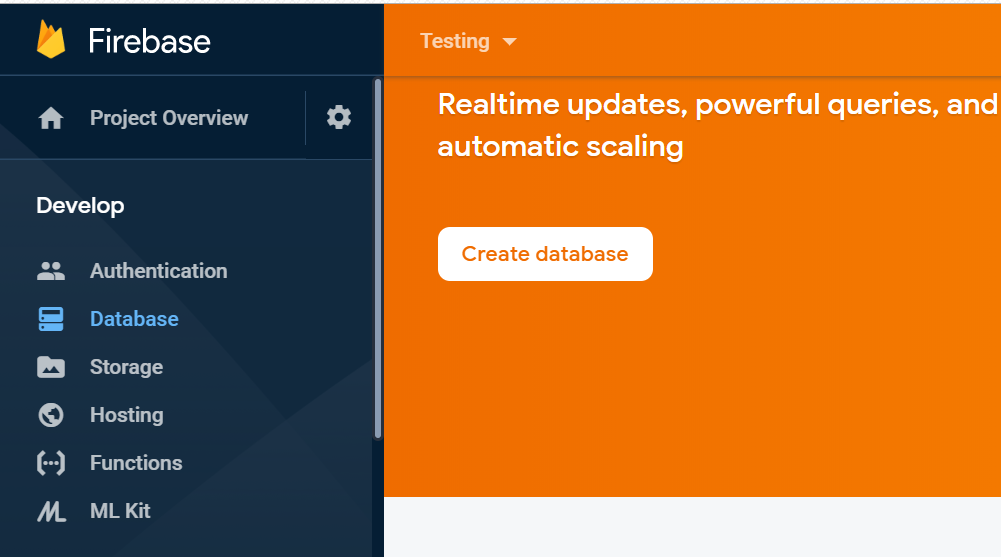 Firebase
Testing
Project Overview
Realtime updates, powerful queries, and
automatic scaling
Create database
Develop
Authentication
Database
Storage
Hosting
Functions
ML Kit